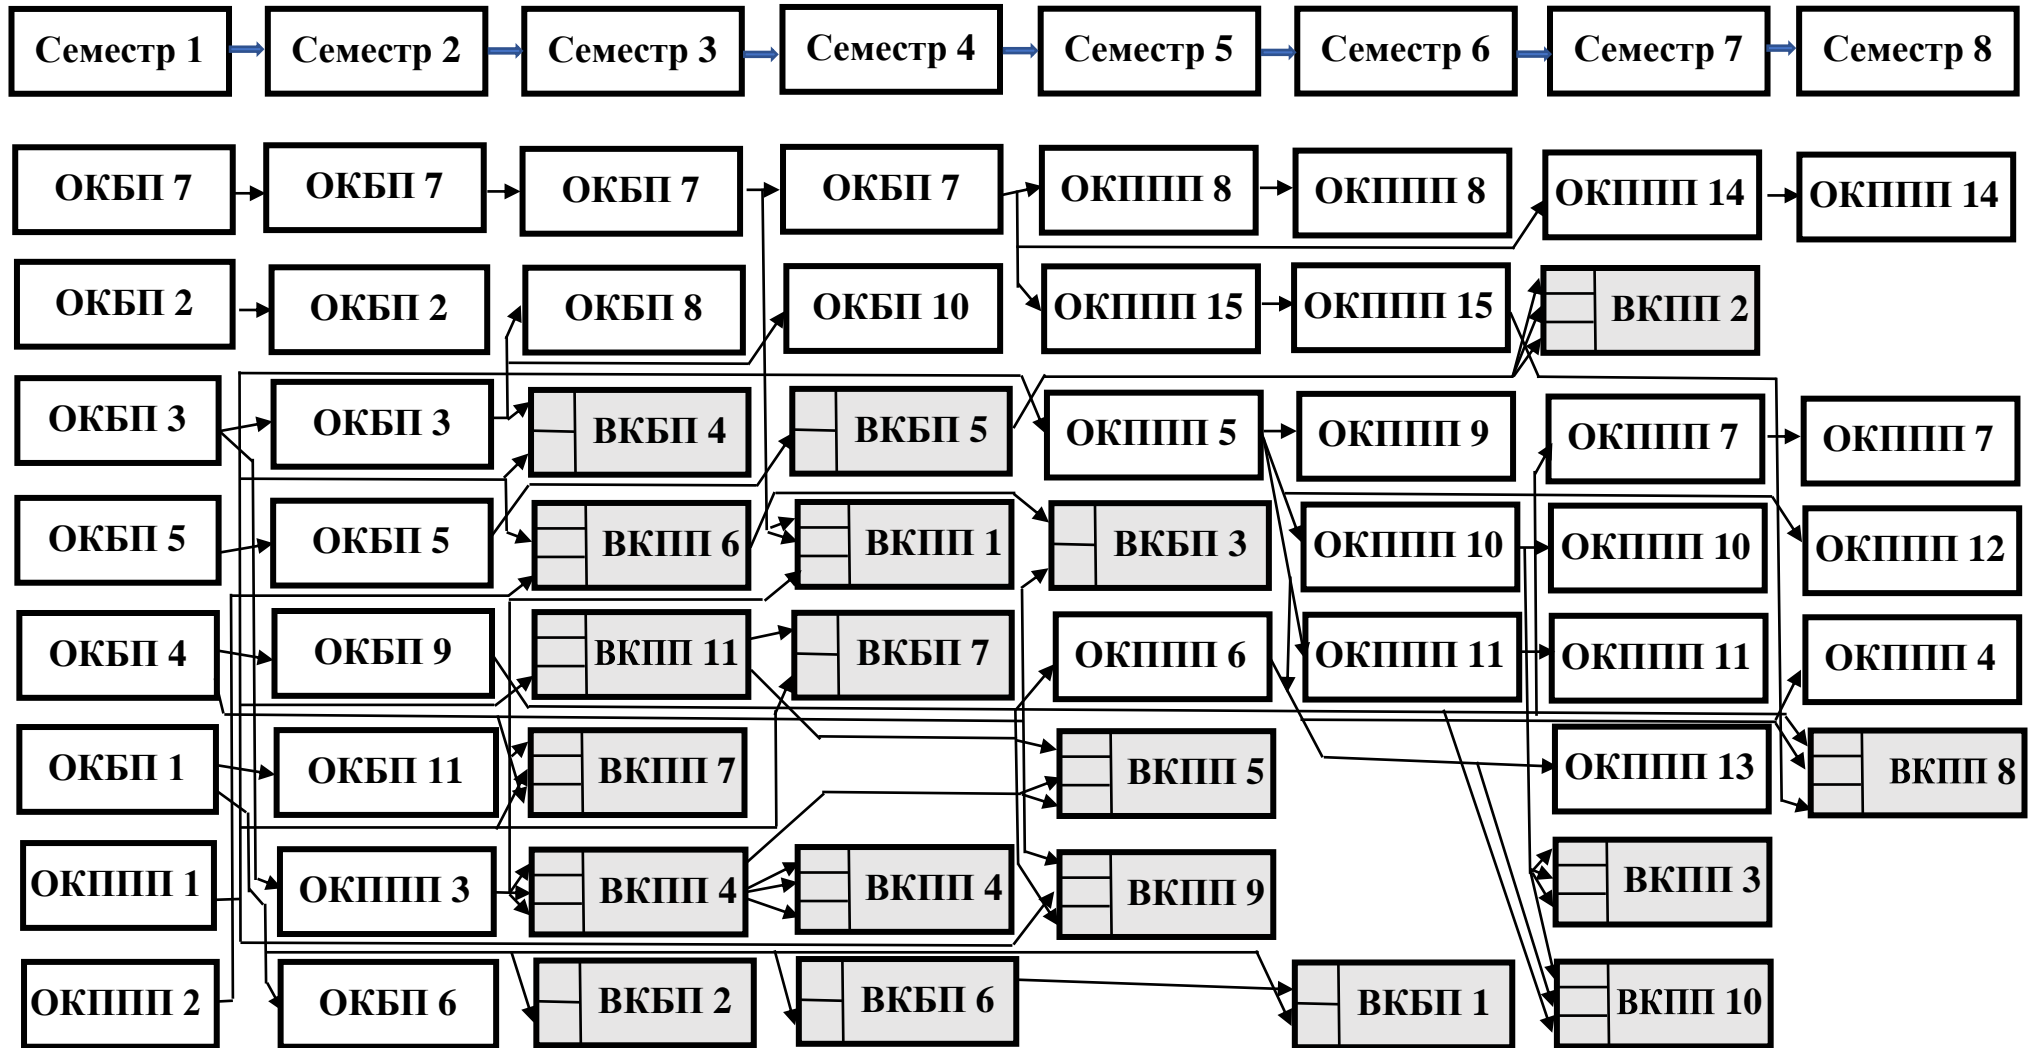 Семестр 1 Семестр 2 Семестр 3 Семестр 4 Семестр 5 Семестр 6 Семестр 7 Семестр 8
ОКБП 7 ОКБП 7 ОКБП 7 ОКБП 7 ОКППП 8 ОКППП 8 ОКППП 14 ОКППП 14
ОКБП 2 ОКБП 2 ОКБП 8 ОКБП 10 ОКППП 15 ОКППП 15 ВКПП 2
ОКБП 3 ОКБП 3 ВКБП 4 ВКБП 5 ОКППП 5 ОКППП 9 ОКППП 7 ОКППП 7
ОКБП 5 ОКБП 5 ВКПП 6 ВКПП 1 ВКБП 3 ОКППП 10 ОКППП 10 ОКППП 12
ОКБП 4 ОКБП 9 ВКПП 11 ВКБП 7 ОКППП 6 ОКППП 11 ОКППП 11 ОКППП 4
ОКБП 1 ОКБП 11 ВКПП 7 ВКПП 5 ОКППП 13 ВКПП 8
ОКППП 1 ОКППП 3 ВКПП 4 ВКПП 4 ВКПП 9 ВКПП 3
ОКППП 2 ОКБП 6 ВКБП 2 ВКБП 6 ВКБП 1 ВКПП 10